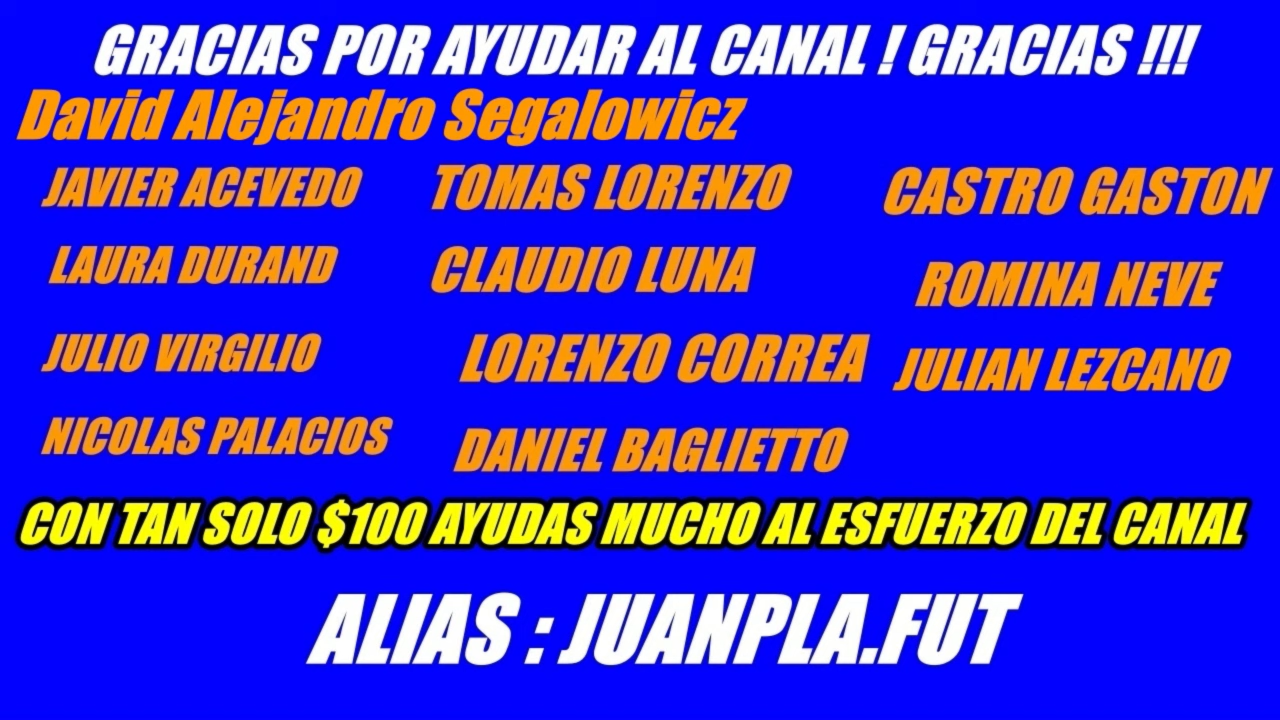 GRACIAS POR AYUDAR AL CANAL ! GRACIAS !!!
David Alejandro Segalowicz
JAVIER ACEVEDO TOMAS LORENZO CASTRO GASTON
LAURA DURAND CLAUDIO LUNA ROMINA NEVE
JULIO VIRGILIO LORENZO CORREA JULIAN LEZCANO
NICOLAS PALACIOS DANIEL BAGLIETTO
CON TAN SOLO $100 AYUDAS MUCHO AL ESFUERZO DEL CANAL
ALIAS : JUANPLA.FUT